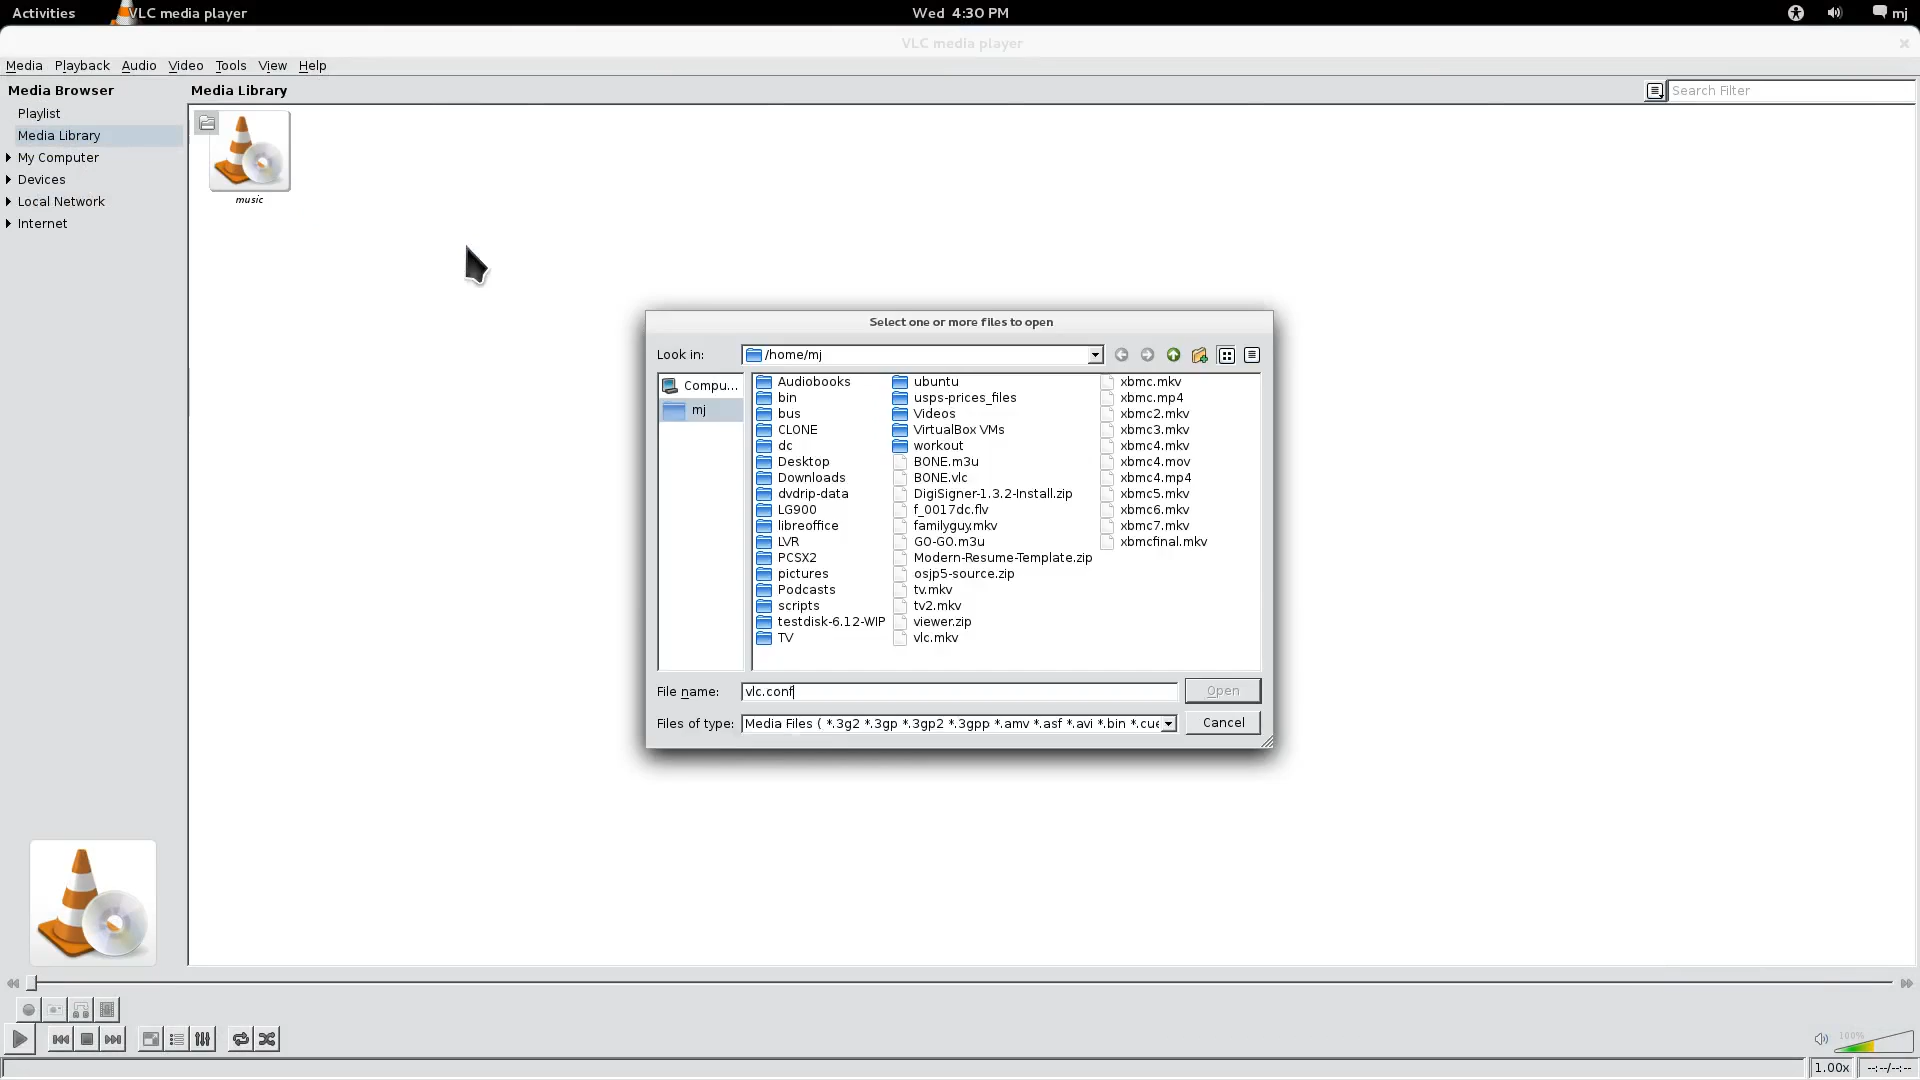 Activities VLC media player Wed 4:30 PM mj
VLC media player
Media Playback Audio Video Tools View Help
Media Browser
Playlist
Media Library
My Computer
Devices
Local Network
Internet
Media Library
Search Filter
music
Select one or more files to open
Look in: /home/mj
Compu...
mj
Audiobooks
bin
bus
CLONE
dc
Desktop
Downloads
dvdrip-data
LG900
libreoffice
LVR
PCSX2
pictures
Podcasts
scripts
testdisk-6.12-WIP
TV
ubuntu
usps-prices_files
Videos
VirtualBox VMs
workout
BONE.m3u
BONE.vlc
DigiSigner-1.3.2-Install.zip
f_0017dc.flv
familyguy.mkv
GO-GO.m3u
Modern-Resume-Template.zip
osjp5-source.zip
tv.mkv
tv2.mkv
viewer.zip
vlc.mkv
xbmc.mkv
xbmc.mp4
xbmc2.mkv
xbmc3.mkv
xbmc4.mkv
xbmc4.mov
xbmc4.mp4
xbmc5.mkv
xbmc6.mkv
xbmc7.mkv
xbmcfinal.mkv
File name: vlc.conf Open
Files of type: Media Files ( *.3g2 *.3gp *.3gp2 *.3gpp *.amv *.asf *.avi *.bin *.cue Cancel
100%
1.00x --:--/--:--